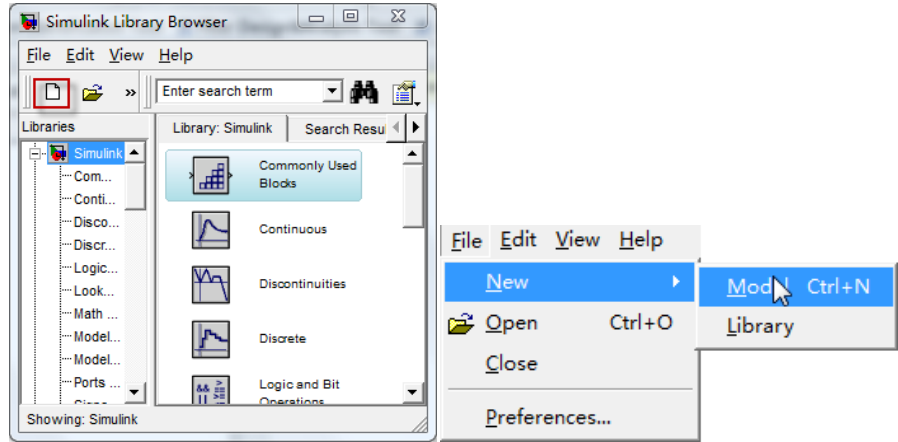 Simulink Library Browser
File Edit View Help
» Enter search term
Libraries
Library: Simulink Search Resu
Simulink
Com...
Conti...
Disco...
Discr...
Logic...
Look...
Math ...
Model...
Model...
Ports ...
Commonly Used
Blocks
Continuous
Discontinuities
Discrete
Logic and Bit
Operations
Showing: Simulink
File Edit View Help
New
Open Ctrl+O
Close
Preferences...
Model Ctrl+N
Library